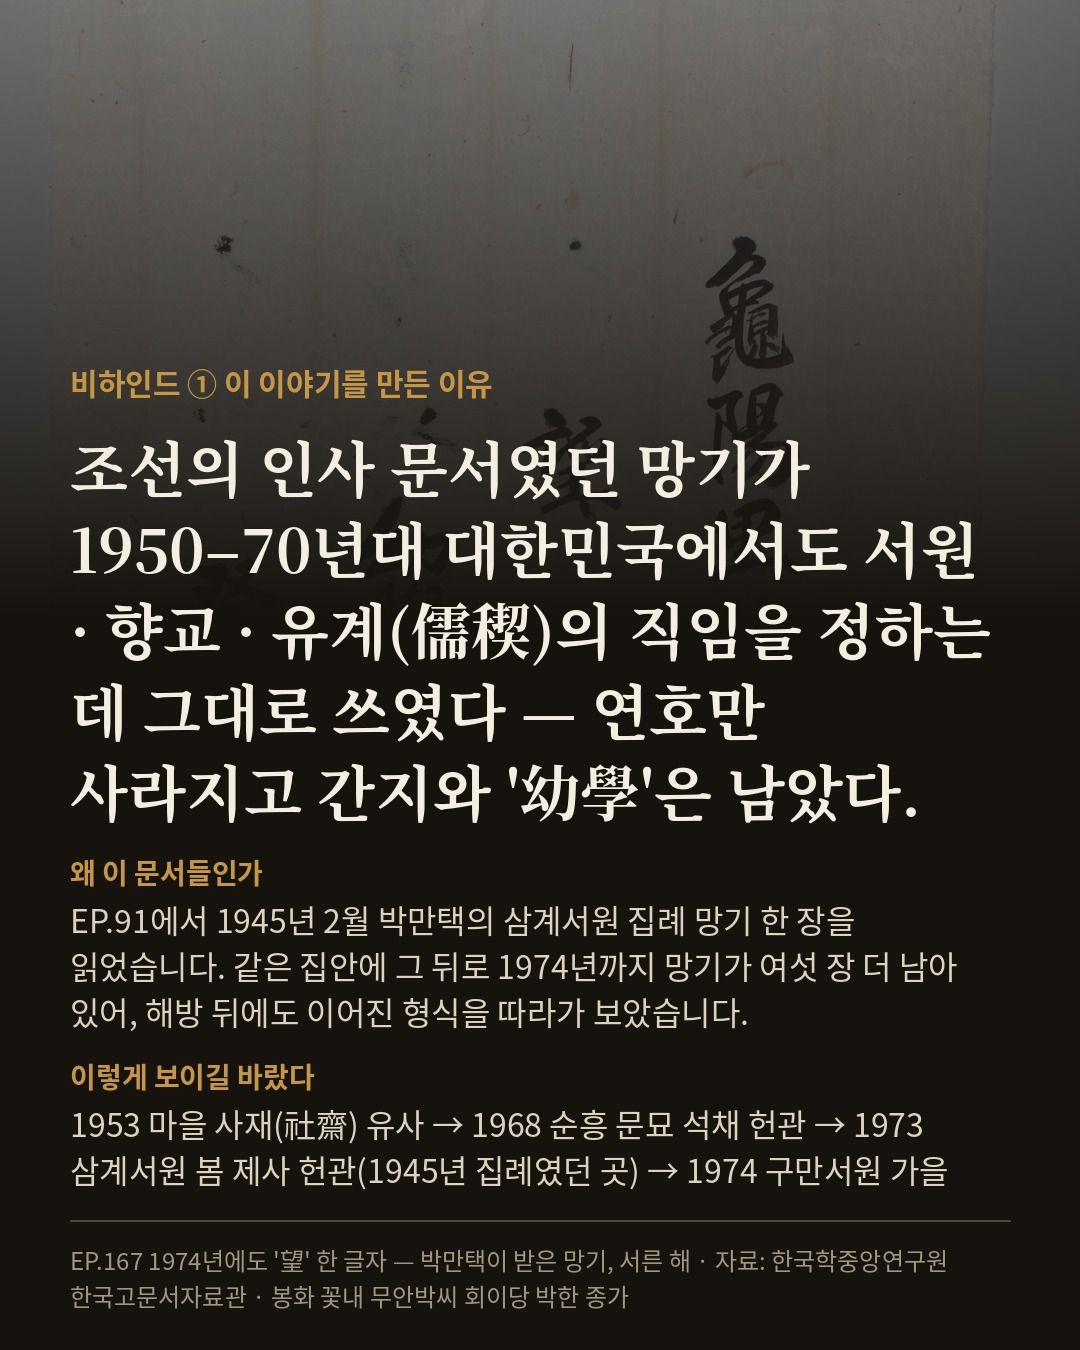 龜陽里
望
비하인드 ① 이 이야기를 만든 이유
조선의 인사 문서였던 망기가
1950–70년대 대한민국에서도 서원
· 향교 · 유계(儒稧)의 직임을 정하는
데 그대로 쓰였다 — 연호만
사라지고 간지와 '幼學'은 남았다.
왜 이 문서들인가
EP.91에서 1945년 2월 박만택의 삼계서원 집례 망기 한 장을
읽었습니다. 같은 집안에 그 뒤로 1974년까지 망기가 여섯 장 더 남아
있어, 해방 뒤에도 이어진 형식을 따라가 보았습니다.
이렇게 보이길 바랐다
1953 마을 사재(社齋) 유사 → 1968 순흥 문묘 석채 헌관 → 1973
삼계서원 봄 제사 헌관(1945년 집례였던 곳) → 1974 구만서원 가을
EP.167 1974년에도 '望' 한 글자 — 박만택이 받은 망기, 서른 해 · 자료: 한국학중앙연구원
한국고문서자료관 · 봉화 꽃내 무안박씨 회이당 박한 종가